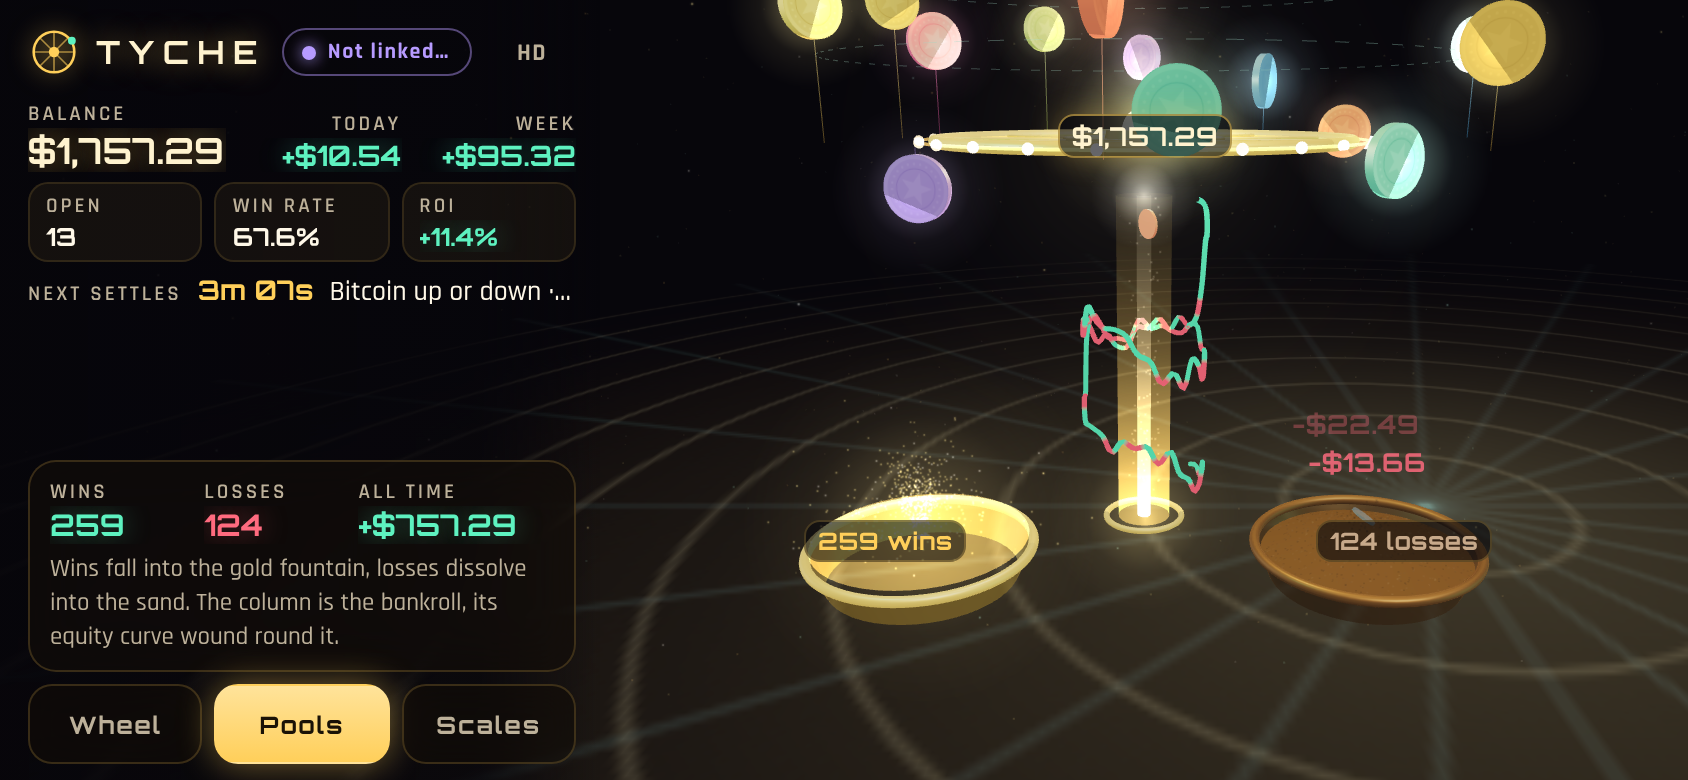 TYCHE
Not linked…
HD
BALANCE
$1,757.29
TODAY
+$10.54
WEEK
+$95.32
OPEN
13
WIN RATE
67.6%
ROI
+11.4%
NEXT SETTLES 3m 07s Bitcoin up or down ·…
WINS
259
LOSSES
124
ALL TIME
+$757.29
Wins fall into the gold fountain, losses dissolve
into the sand. The column is the bankroll, its
equity curve wound round it.
Wheel
Pools
Scales
$1,757.29
-$22.49
-$13.66
259 wins
124 losses